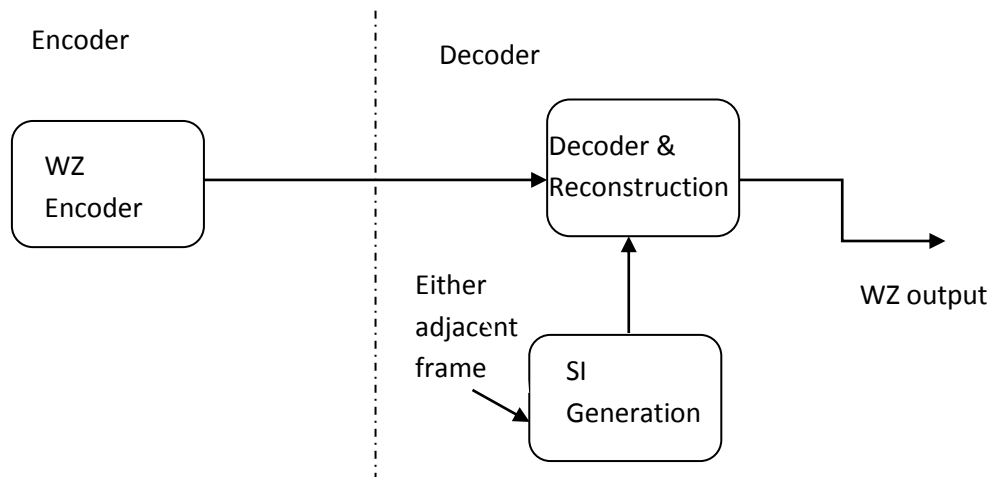 Encoder
Decoder
WZ
Encoder
Decoder &
Reconstruction
Either
adjacent
frame
SI
Generation
WZ output